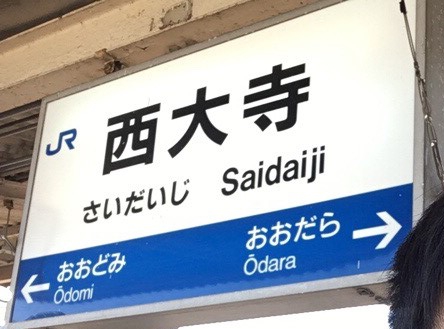 JR 西大寺
さいだいじ Saidaiji
← おおどみ おおだら →
Ōdomi Ōdara